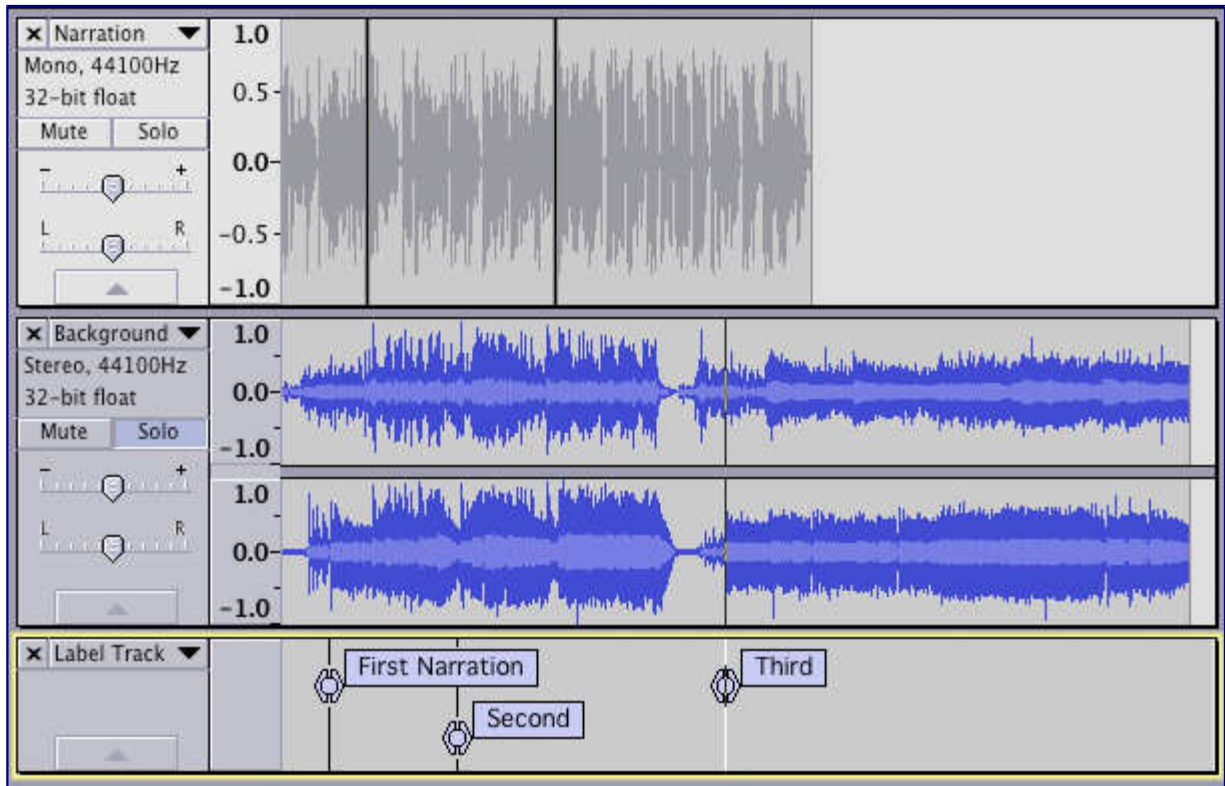 Narration
Mono, 44100Hz
32-bit float
Mute Solo
- +
L R
1.0
0.5
0.0
-0.5
-1.0
Background
Stereo, 44100Hz
32-bit float
Mute Solo
- +
L R
1.0
0.0
-1.0
1.0
0.0
-1.0
Label Track
First Narration
Second
Third